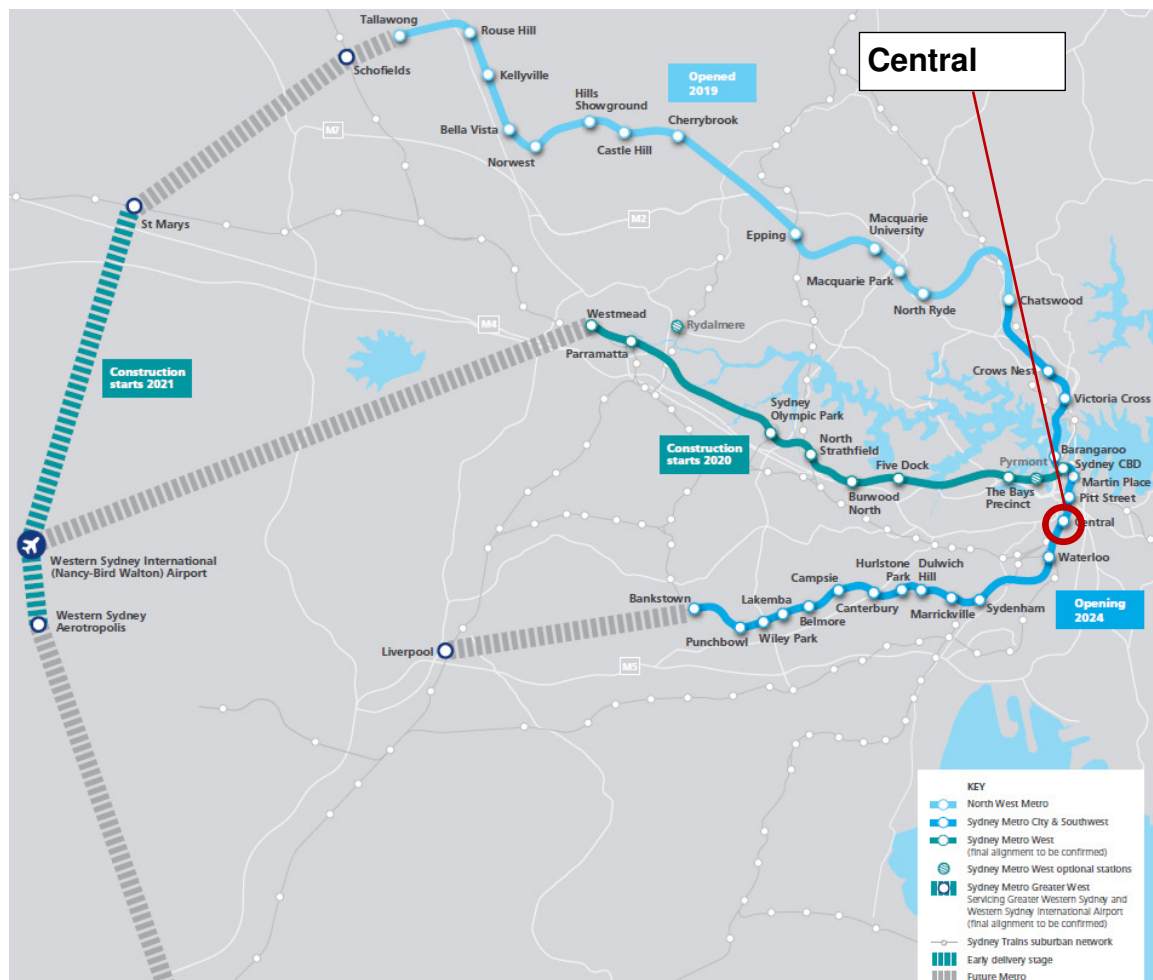 Tallawong
Rouse Hill
Central
Schofields
Kellyville
Opened
2019
Hills
Showground
Cherrybrook
M7
Bella Vista
Castle Hill
Norwest
St Marys
M2
Macquarie
University
Epping
Macquarie Park
North Ryde
Chatswood
Westmead
M4
Rydalmere
Parramatta
Construction
starts 2021
Crows Nest
Victoria Cross
Sydney
Olympic Park
Construction
starts 2020
North
Strathfield
Five Dock
Pyrmont
Barangaroo
Sydney CBD
Martin Place
Burwood
North
The Bays
Precinct
Pitt Street
Central
Western Sydney International
(Nancy-Bird Walton) Airport
Waterloo
Hurlstone
Park
Dulwich
Hill
Campsie
Bankstown
Lakemba
Canterbury
Opening
2024
Western Sydney
Aerotropolis
Belmore
Marrickville
Sydenham
Punchbowl
Wiley Park
Liverpool
M5
KEY
North West Metro
Sydney Metro City & Southwest
Sydney Metro West
(final alignment to be confirmed)
Sydney Metro West optional stations
Sydney Metro Greater West
Servicing Greater Western Sydney and
Western Sydney International Airport
(final alignment to be confirmed)
Sydney Trains suburban network
Early delivery stage
Future Metro